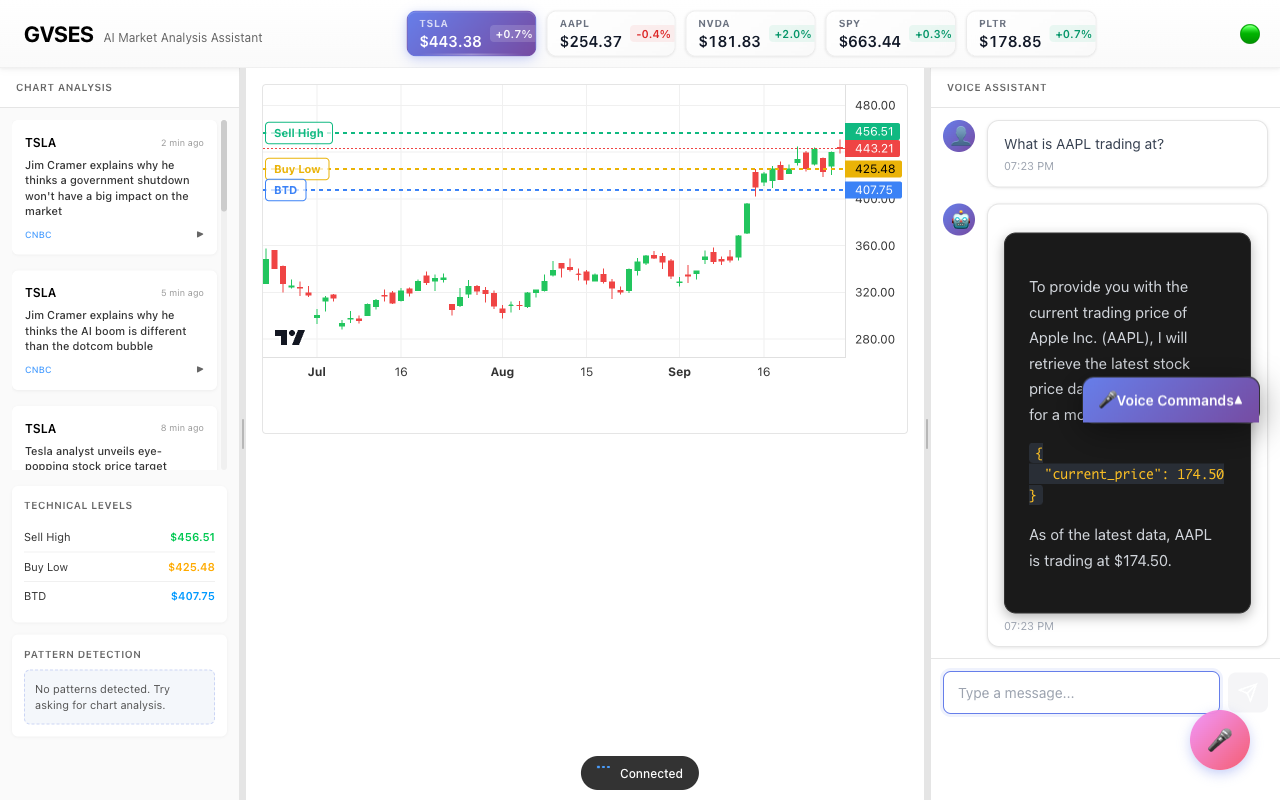 GVSES AI Market Analysis Assistant
TSLA
$443.38 +0.7%
AAPL
$254.37 -0.4%
NVDA
$181.83 +2.0%
SPY
$663.44 +0.3%
PLTR
$178.85 +0.7%
CHART ANALYSIS
TSLA 2 min ago
Jim Cramer explains why he
thinks a government shutdown
won't have a big impact on the
market
CNBC
TSLA 5 min ago
Jim Cramer explains why he
thinks the AI boom is different
than the dotcom bubble
CNBC
TSLA 8 min ago
Tesla analyst unveils eye-
popping stock price target
TECHNICAL LEVELS
Sell High $456.51
Buy Low $425.48
BTD $407.75
PATTERN DETECTION
No patterns detected. Try
asking for chart analysis.
Sell High
Buy Low
BTD
480.00
456.51
443.21
425.48
407.75
400.00
360.00
320.00
280.00
Jul 16 Aug 15 Sep 16
Connected
VOICE ASSISTANT
What is AAPL trading at?
07:23 PM
To provide you with the
current trading price of
Apple Inc. (AAPL), I will
retrieve the latest stock
price da
for a mo
Voice Commands
{
"current_price": 174.50
}
As of the latest data, AAPL
is trading at $174.50.
07:23 PM
Type a message...